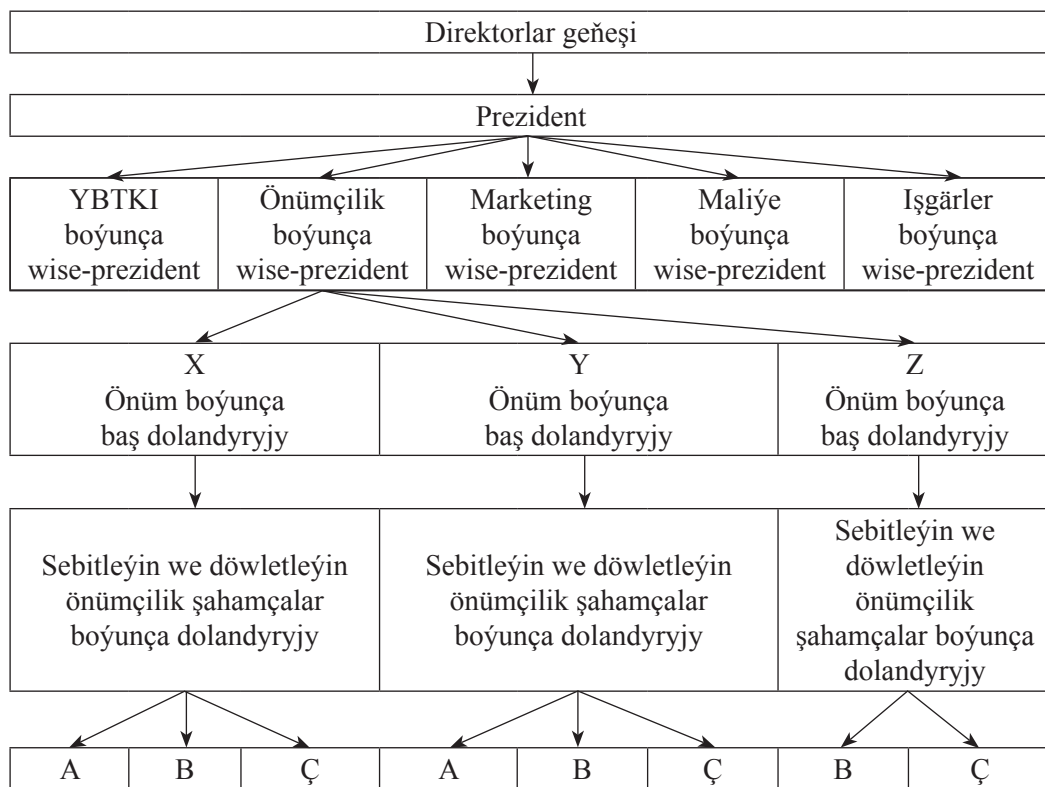 Direktorlar geňeşi
Prezident
YBTKI
boýunça
wise-prezident
Önümçilik
boýunça
wise-prezident
Marketing
boýunça
wise-prezident
Maliýe
boýunça
wise-prezident
Işgärler
boýunça
wise-prezident
X
Önüm boýunça
baş dolandyryjy
Y
Önüm boýunça
baş dolandyryjy
Z
Önüm boýunça
baş dolandyryjy
Sebitleýin we döwletleýin
önümçilik şahamçalar
boýunça dolandyryjy
Sebitleýin we döwletleýin
önümçilik şahamçalar
boýunça dolandyryjy
Sebitleýin we
döwletleýin
önümçilik
şahamçalar boýunça
dolandyryjy
A
B
Ç
A
B
Ç
B
Ç